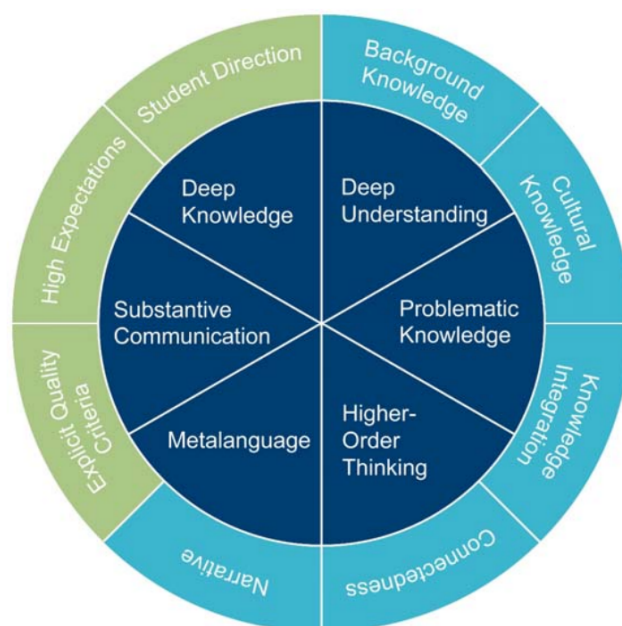 Student Direction
Background
Knowledge
Cultural
Knowledge
Knowledge
Integration
Connectedness
Narrative
Explicit Quality
Criteria
High Expectations
Deep
Knowledge
Deep
Understanding
Problematic
Knowledge
Higher-
Order
Thinking
Metalanguage
Substantive
Communication